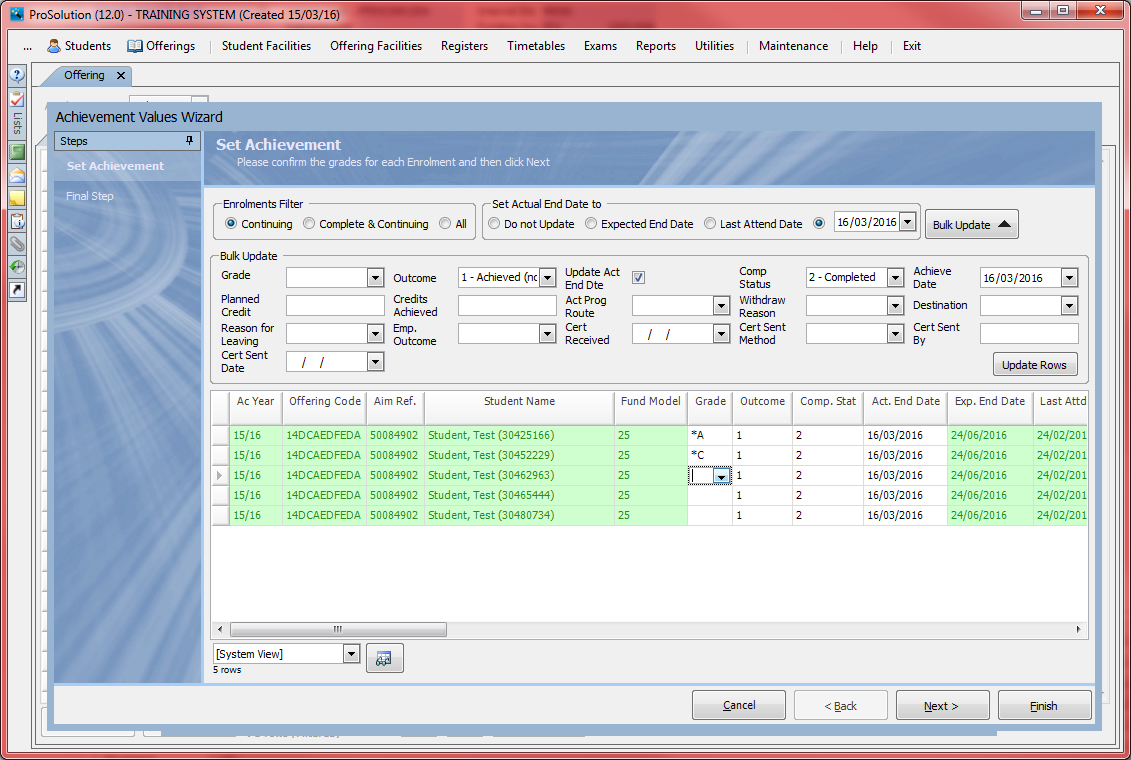 ProSolution (12.0) - TRAINING SYSTEM (Created 15/03/16)
... Students Offerings Student Facilities Offering Facilities Registers Timetables Exams Reports Utilities Maintenance Help Exit
Offering
Lists
Achievement Values Wizard
Steps
Set Achievement
Final Step
Set Achievement
Please confirm the grades for each Enrolment and then click Next
Enrolments Filter
Continuing Complete & Continuing All
Set Actual End Date to
Do not Update Expected End Date Last Attend Date 16/03/2016
Bulk Update
Bulk Update
Grade
Outcome 1 - Achieved (nc
Update Act End Dte
Comp Status 2 - Completed
Achieve Date 16/03/2016
Planned Credit
Credits Achieved
Act Prog Route
Withdraw Reason
Destination
Reason for Leaving
Emp. Outcome
Cert Received / /
Cert Sent Method
Cert Sent By
Cert Sent Date / /
Update Rows
Ac Year Offering Code Aim Ref. Student Name Fund Model Grade Outcome Comp. Stat Act. End Date Exp. End Date Last Attd
15/16 14DCAEDFEDA 50084902 Student, Test (30425166) 25 *A 1 2 16/03/2016 24/06/2016 24/02/201
15/16 14DCAEDFEDA 50084902 Student, Test (30452229) 25 *C 1 2 16/03/2016 24/06/2016 24/02/201
15/16 14DCAEDFEDA 50084902 Student, Test (30462963) 25 1 2 16/03/2016 24/06/2016 24/02/201
15/16 14DCAEDFEDA 50084902 Student, Test (30465444) 25 1 2 16/03/2016 24/06/2016 24/02/201
15/16 14DCAEDFEDA 50084902 Student, Test (30480734) 25 1 2 16/03/2016 24/06/2016 24/02/201
[System View]
5 rows
Cancel < Back Next > Finish